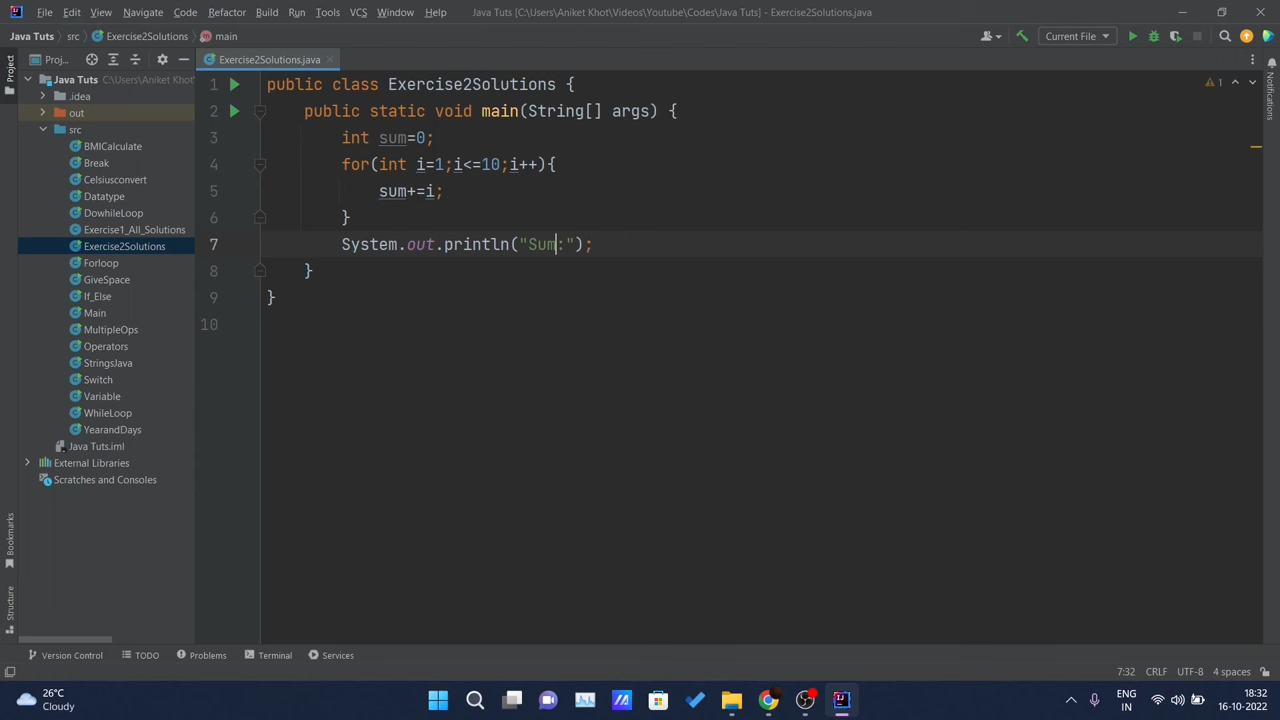 File Edit View Navigate Code Refactor Build Run Tools VCS Window Help Java Tuts [C:\Users\Aniket Khot\Videos\Youtube\Codes\Java Tuts] - Exercise2Solutions.java
Java Tuts src Exercise2Solutions main Current File
Project
Proj... Exercise2Solutions.java
Java Tuts C:\Users\Aniket Khot\
.idea
out
src
BMICalculate
Break
Celsiusconvert
Datatype
DowhileLoop
Exercise1_All_Solutions
Exercise2Solutions
Forloop
GiveSpace
If_Else
Main
MultipleOps
Operators
StringsJava
Switch
Variable
WhileLoop
YearandDays
Java Tuts.iml
External Libraries
Scratches and Consoles
1 public class Exercise2Solutions {
2 public static void main(String[] args) {
3 int sum=0;
4 for(int i=1;i<=10;i++){
5 sum+=i;
6 }
7 System.out.println("Sum:");
8 }
9 }
10
1
Notifications
Bookmarks
Structure
Version Control TODO Problems Terminal Services
7:32 CRLF UTF-8 4 spaces
26°C
Cloudy
ENG
IN
18:32
16-10-2022